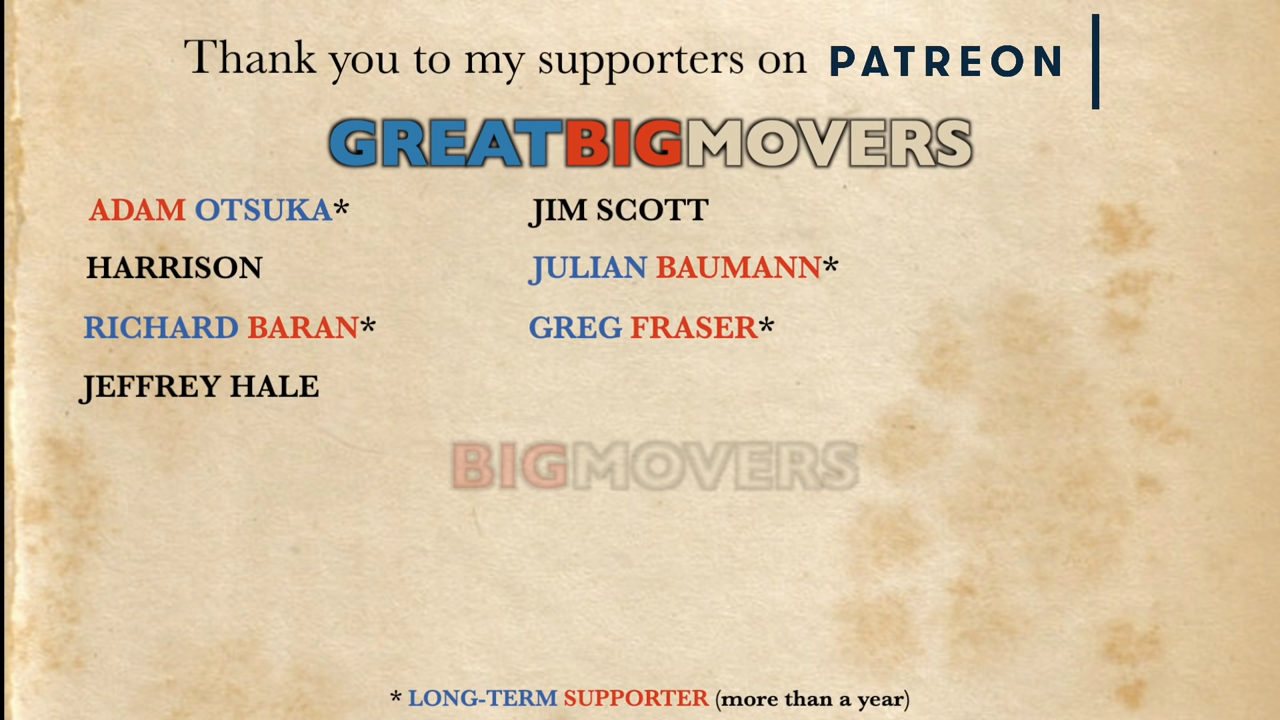 Thank you to my supporters on PATREON
GREATBIGMOVERS
ADAM OTSUKA*
HARRISON
RICHARD BARAN*
JEFFREY HALE
JIM SCOTT
JULIAN BAUMANN*
GREG FRASER*
BIGMOVERS
* LONG-TERM SUPPORTER (more than a year)